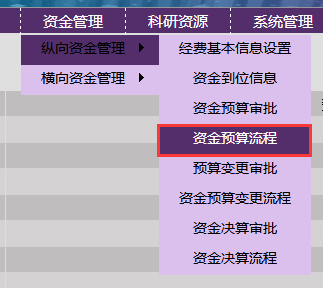 资金管理 科研资源 系统管理
纵向资金管理
横向资金管理
经费基本信息设置
资金到位信息
资金预算审批
资金预算流程
预算变更审批
资金预算变更流程
资金决算审批
资金决算流程